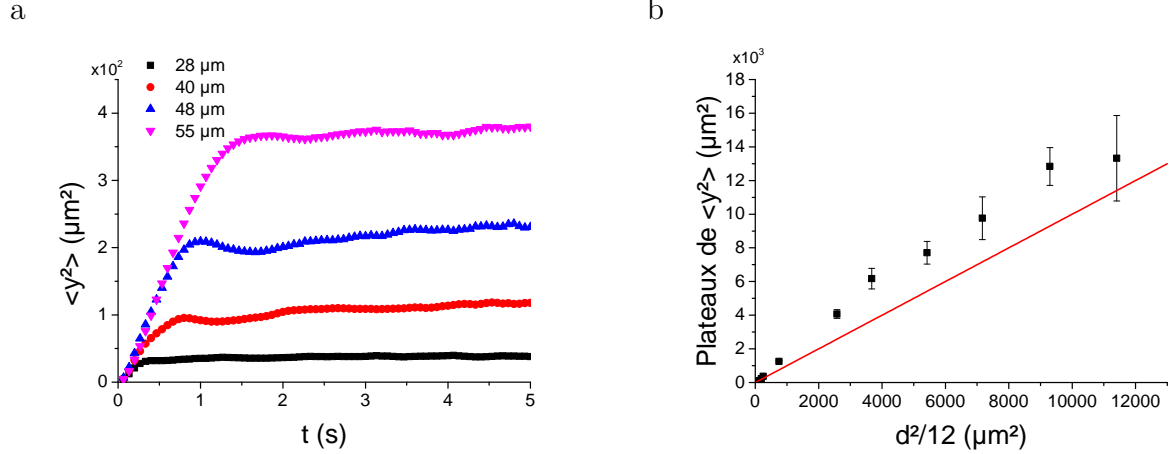 a
x10²
28 µm
40 µm
48 µm
55 µm
4
3
2
1
0
0
1
2
3
4
5
<y²> (µm²)
t (s)
b
x10³
18
16
14
12
10
8
6
4
2
0
0
2000
4000
6000
8000
10000
12000
Plateaux de <y²> (µm²)
d²/12 (µm²)